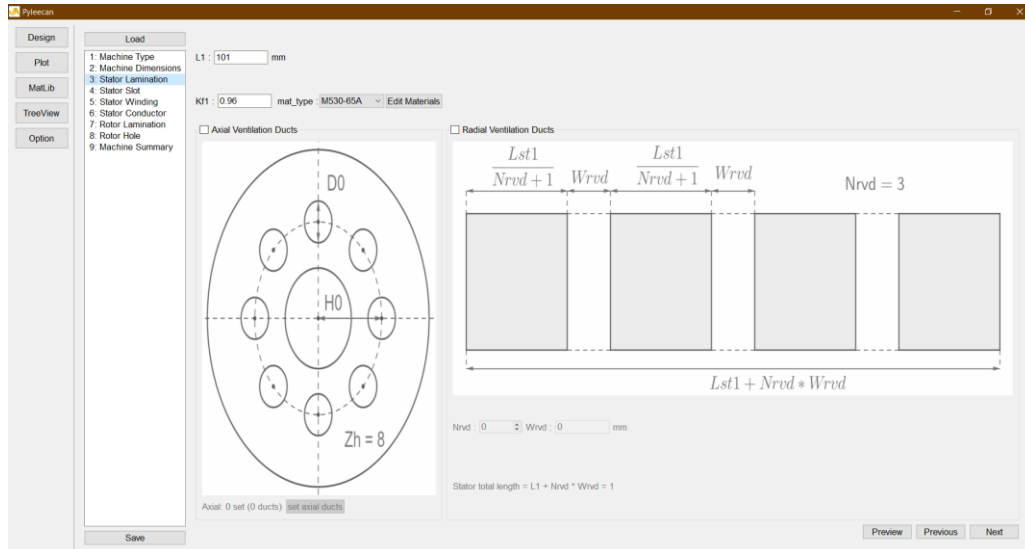 Pyleecan
Design
Plot
MatLib
TreeView
Option
Load
1: Machine Type
2: Machine Dimensions
3: Stator Lamination
4: Stator Slot
5: Stator Winding
6: Stator Conductor
7: Rotor Lamination
8: Rotor Hole
9: Machine Summary
Save
L1 : 101 mm
Kf1 : 0.96 mat_type : M530-65A Edit Materials
Axial Ventilation Ducts
D0
H0
Zh = 8
Axial: 0 set (0 ducts) set axial ducts
Radial Ventilation Ducts
Lst1 Lst1
Nrvd + 1 Wrvd Nrvd + 1 Wrvd Nrvd = 3
Lst1 + Nrvd * Wrvd
Nrvd : 0 Wrvd : 0 mm
Stator total length = L1 + Nrvd * Wrvd = 1
Preview Previous Next